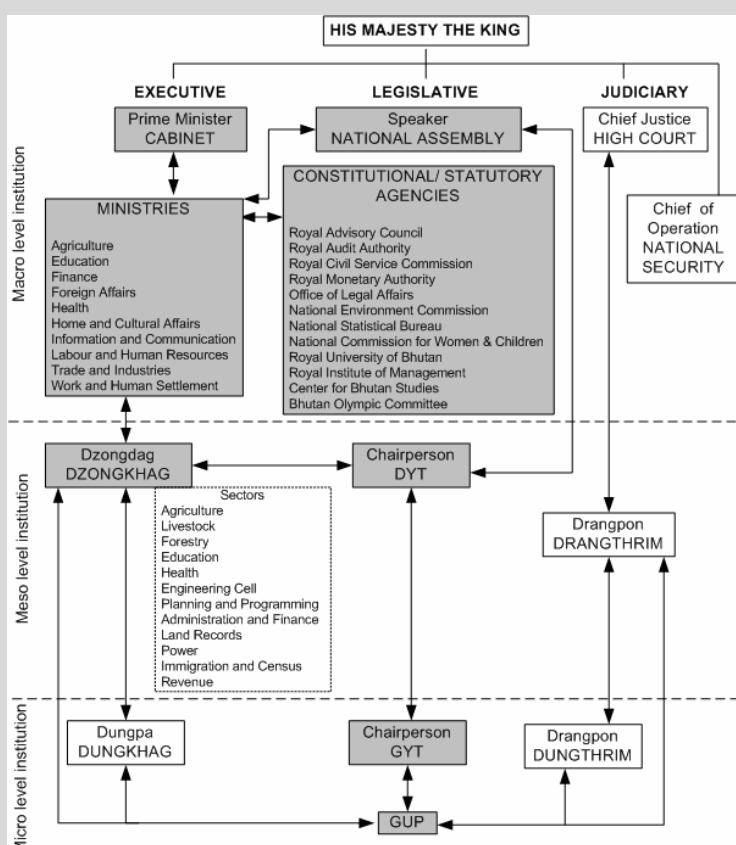 HIS MAJESTY THE KING
EXECUTIVE
LEGISLATIVE
JUDICIARY
Prime Minister
CABINET
Speaker
NATIONAL ASSEMBLY
Chief Justice
HIGH COURT
Macro level institution
MINISTRIES
Agriculture
Education
Finance
Foreign Affairs
Health
Home and Cultural Affairs
Information and Communication
Labour and Human Resources
Trade and Industries
Work and Human Settlement
CONSTITUTIONAL/ STATUTORY
AGENCIES
Royal Advisory Council
Royal Audit Authority
Royal Civil Service Commission
Royal Monetary Authority
Office of Legal Affairs
National Environment Commission
National Statistical Bureau
National Commission for Women & Children
Royal University of Bhutan
Royal Institute of Management
Center for Bhutan Studies
Bhutan Olympic Committee
Chief of
Operation
NATIONAL
SECURITY
Meso level institution
Dzongdag
DZONGKHAG
Chairperson
DYT
Sectors
Agriculture
Livestock
Forestry
Education
Health
Engineering Cell
Planning and Programming
Administration and Finance
Land Records
Power
Immigration and Census
Revenue
Drangpon
DRANGTHRIM
Micro level institution
Dungpa
DUNGKHAG
Chairperson
GYT
Drangpon
DUNGTHRIM
GUP